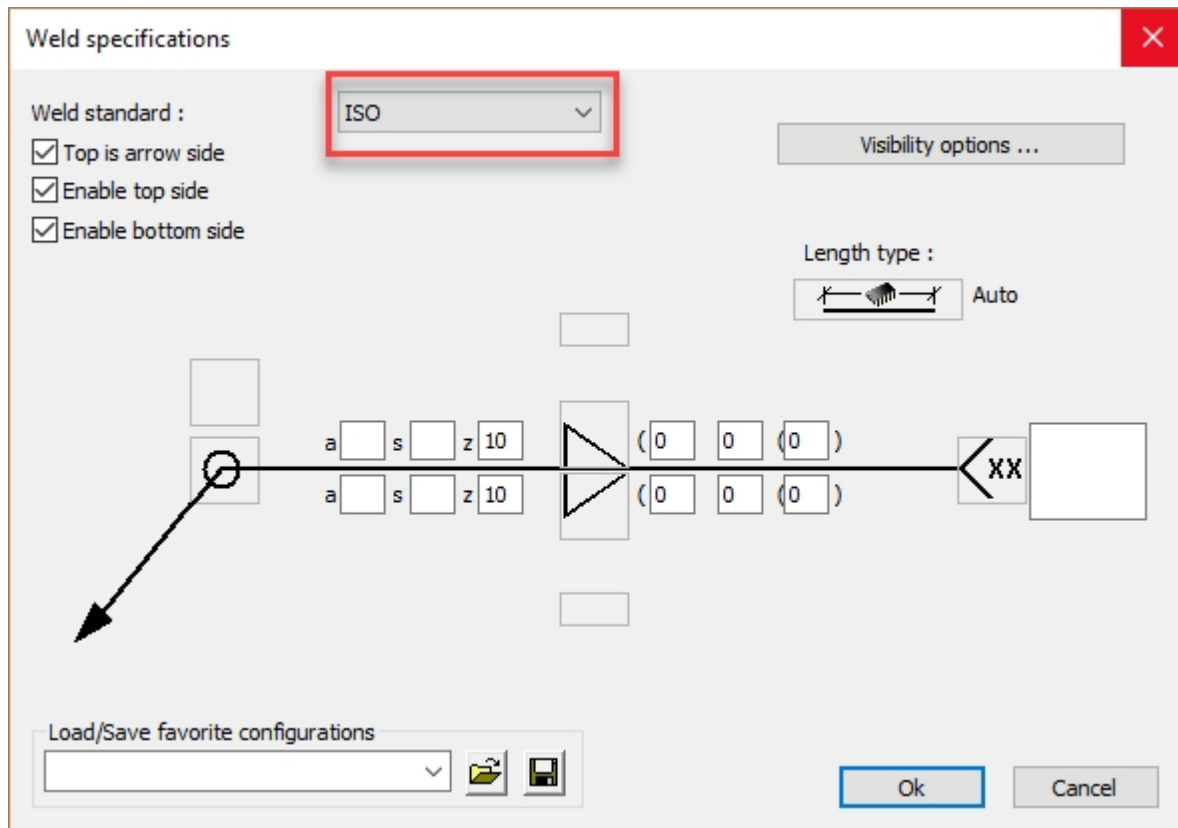 Weld specifications
Weld standard :
ISO
Top is arrow side
Visibility options ...
Enable top side
Enable bottom side
Length type :
Auto
a s z 10 (0 0 (0 )
XX
a s z 10 (0 0 (0 )
Load/Save favorite configurations
Ok
Cancel